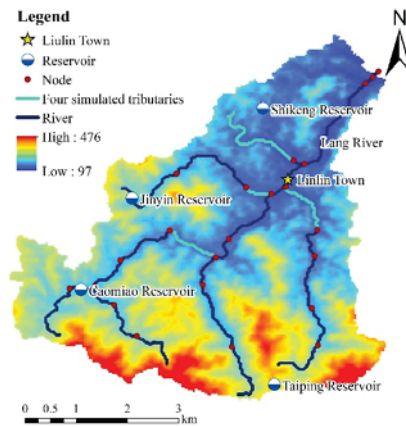 Legend
Liulin Town
Reservoir
Node
Four simulated tributaries
River
High : 476
Low : 97
N
Shikeng Reservoir
Lang River
Linlin Town
Jinyin Reservoir
Caomiao Reservoir
Taiping Reservoir
0 0.5 1 2 3
km